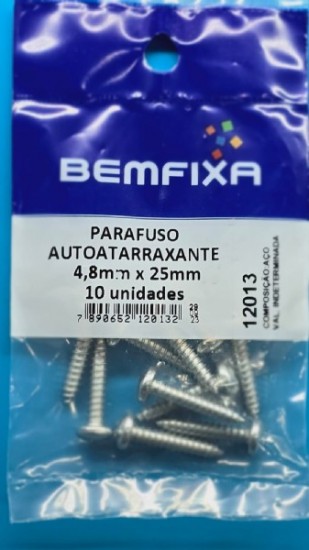 BEMFIXA
PARAFUSO
AUTOATARRAXANTE
4,8mm x 25mm
10 unidades
7 890652 120132
12013
COMPOSIÇÃO:AÇO
VAL. INDETERMINADA